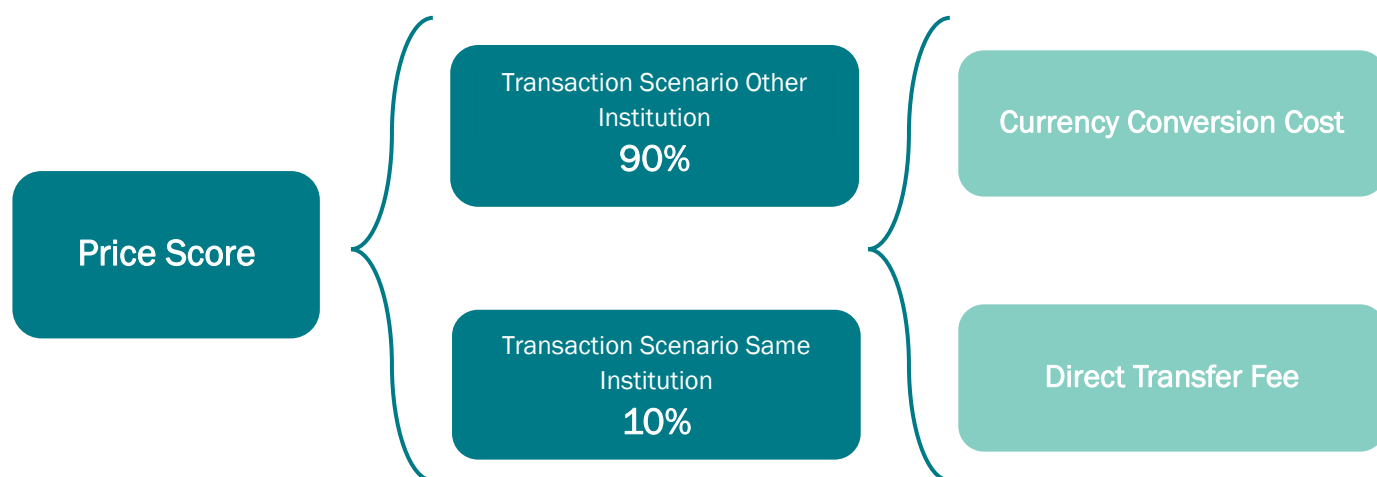 Price Score
Transaction Scenario Other
Institution
90%
Transaction Scenario Same
Institution
10%
Currency Conversion Cost
Direct Transfer Fee